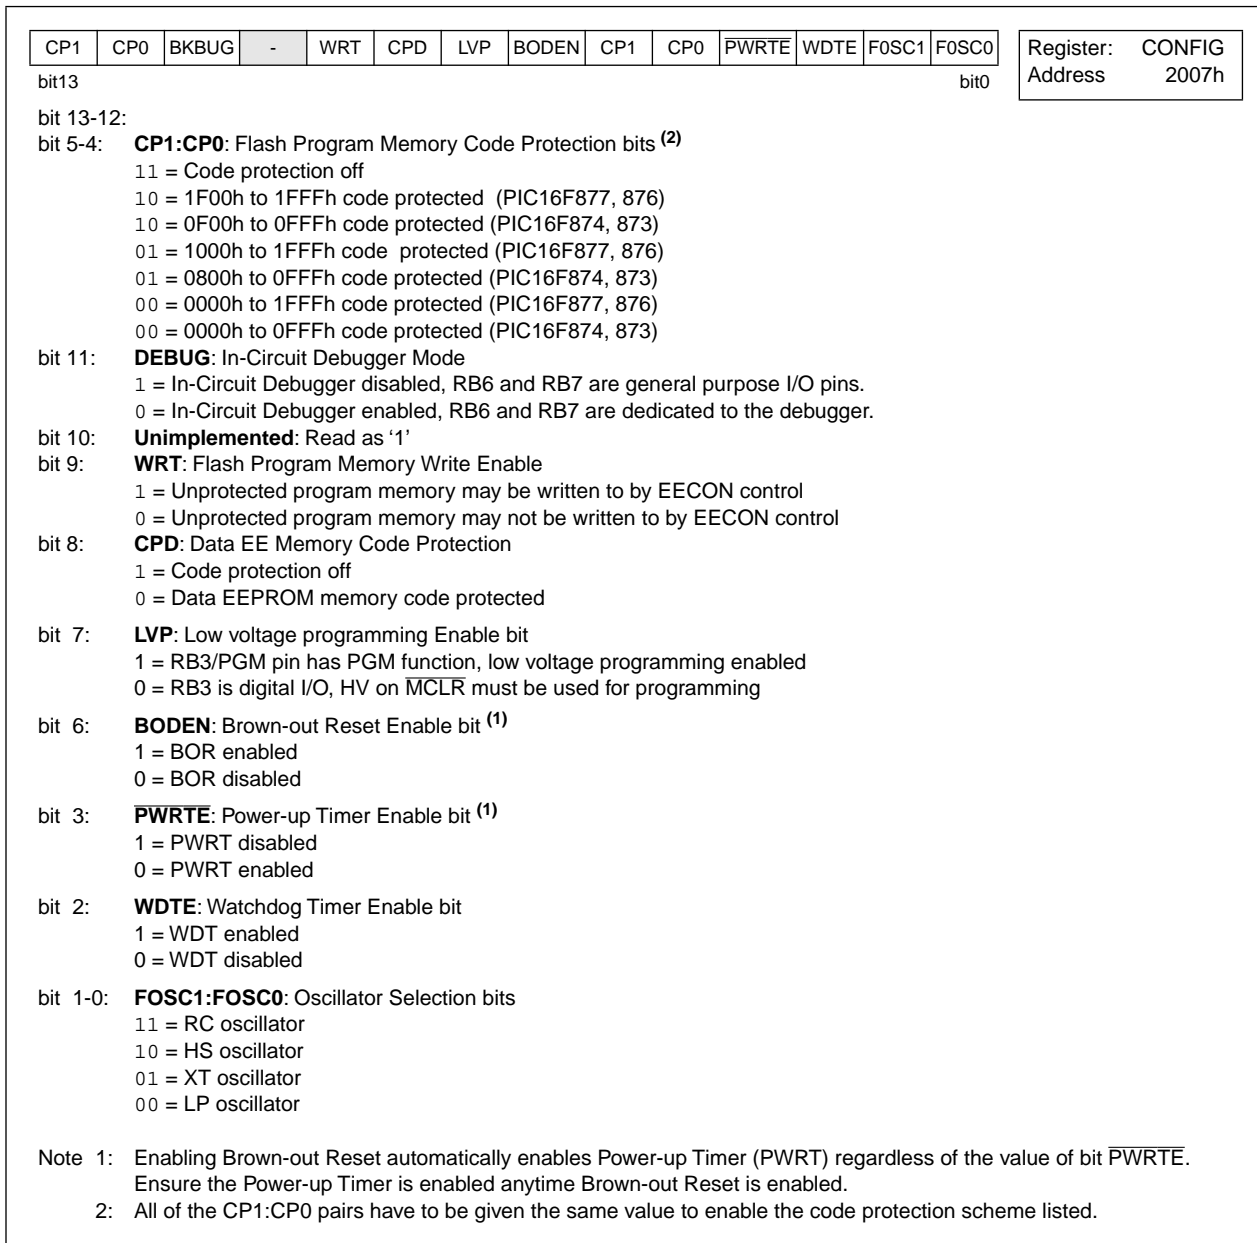 CP1 CP0 BKBUG - WRT CPD LVP BODEN CP1 CP0 PWRTE WDTE F0SC1 F0SC0
bit13 bit0
Register: CONFIG
Address 2007h
bit 13-12:
bit 5-4: CP1:CP0: Flash Program Memory Code Protection bits (2)
11 = Code protection off
10 = 1F00h to 1FFFh code protected (PIC16F877, 876)
10 = 0F00h to 0FFFh code protected (PIC16F874, 873)
01 = 1000h to 1FFFh code protected (PIC16F877, 876)
01 = 0800h to 0FFFh code protected (PIC16F874, 873)
00 = 0000h to 1FFFh code protected (PIC16F877, 876)
00 = 0000h to 0FFFh code protected (PIC16F874, 873)
bit 11: DEBUG: In-Circuit Debugger Mode
1 = In-Circuit Debugger disabled, RB6 and RB7 are general purpose I/O pins.
0 = In-Circuit Debugger enabled, RB6 and RB7 are dedicated to the debugger.
bit 10: Unimplemented: Read as ‘1’
bit 9: WRT: Flash Program Memory Write Enable
1 = Unprotected program memory may be written to by EECON control
0 = Unprotected program memory may not be written to by EECON control
bit 8: CPD: Data EE Memory Code Protection
1 = Code protection off
0 = Data EEPROM memory code protected
bit 7: LVP: Low voltage programming Enable bit
1 = RB3/PGM pin has PGM function, low voltage programming enabled
0 = RB3 is digital I/O, HV on MCLR must be used for programming
bit 6: BODEN: Brown-out Reset Enable bit (1)
1 = BOR enabled
0 = BOR disabled
bit 3: PWRTE: Power-up Timer Enable bit (1)
1 = PWRT disabled
0 = PWRT enabled
bit 2: WDTE: Watchdog Timer Enable bit
1 = WDT enabled
0 = WDT disabled
bit 1-0: FOSC1:FOSC0: Oscillator Selection bits
11 = RC oscillator
10 = HS oscillator
01 = XT oscillator
00 = LP oscillator
Note 1: Enabling Brown-out Reset automatically enables Power-up Timer (PWRT) regardless of the value of bit PWRTE.
Ensure the Power-up Timer is enabled anytime Brown-out Reset is enabled.
2: All of the CP1:CP0 pairs have to be given the same value to enable the code protection scheme listed.